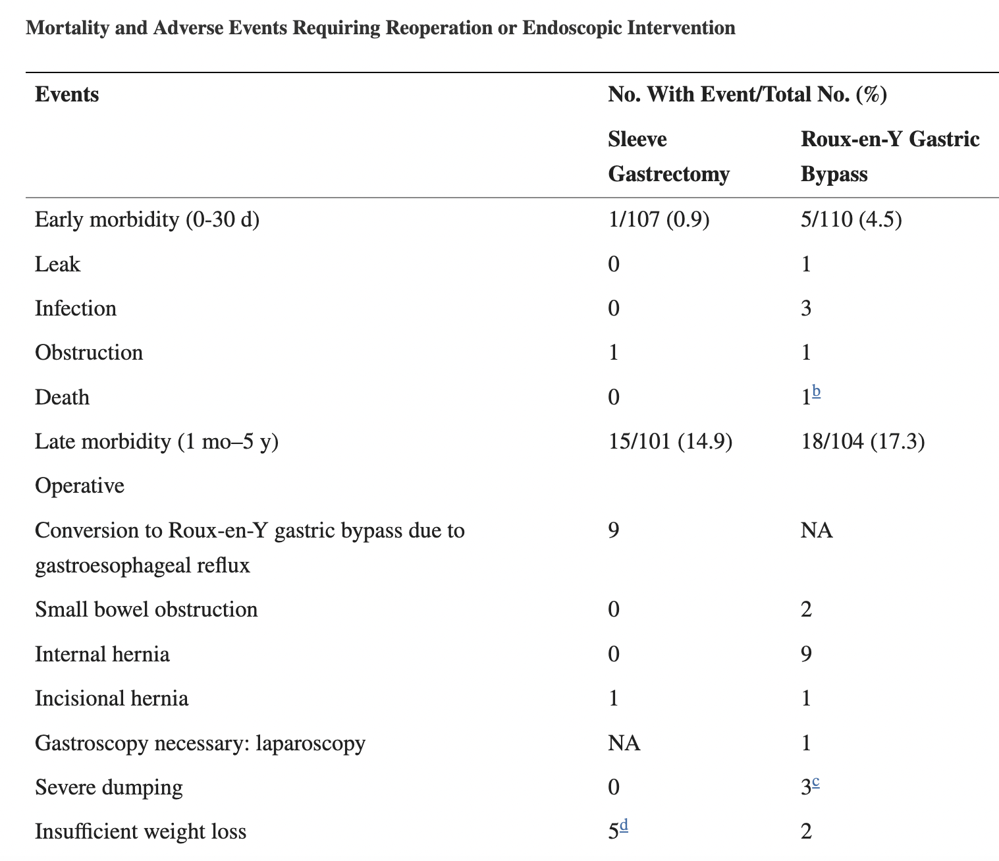 Mortality and Adverse Events Requiring Reoperation or Endoscopic Intervention
Events No. With Event/Total No. (%)
Sleeve Roux-en-Y Gastric
Gastrectomy Bypass
Early morbidity (0-30 d) 1/107 (0.9) 5/110 (4.5)
Leak 0 1
Infection 0 3
Obstruction 1 1
Death 0 1b
Late morbidity (1 mo–5 y) 15/101 (14.9) 18/104 (17.3)
Operative
Conversion to Roux-en-Y gastric bypass due to 9 NA
gastroesophageal reflux
Small bowel obstruction 0 2
Internal hernia 0 9
Incisional hernia 1 1
Gastroscopy necessary: laparoscopy NA 1
Severe dumping 0 3c
Insufficient weight loss 5d 2